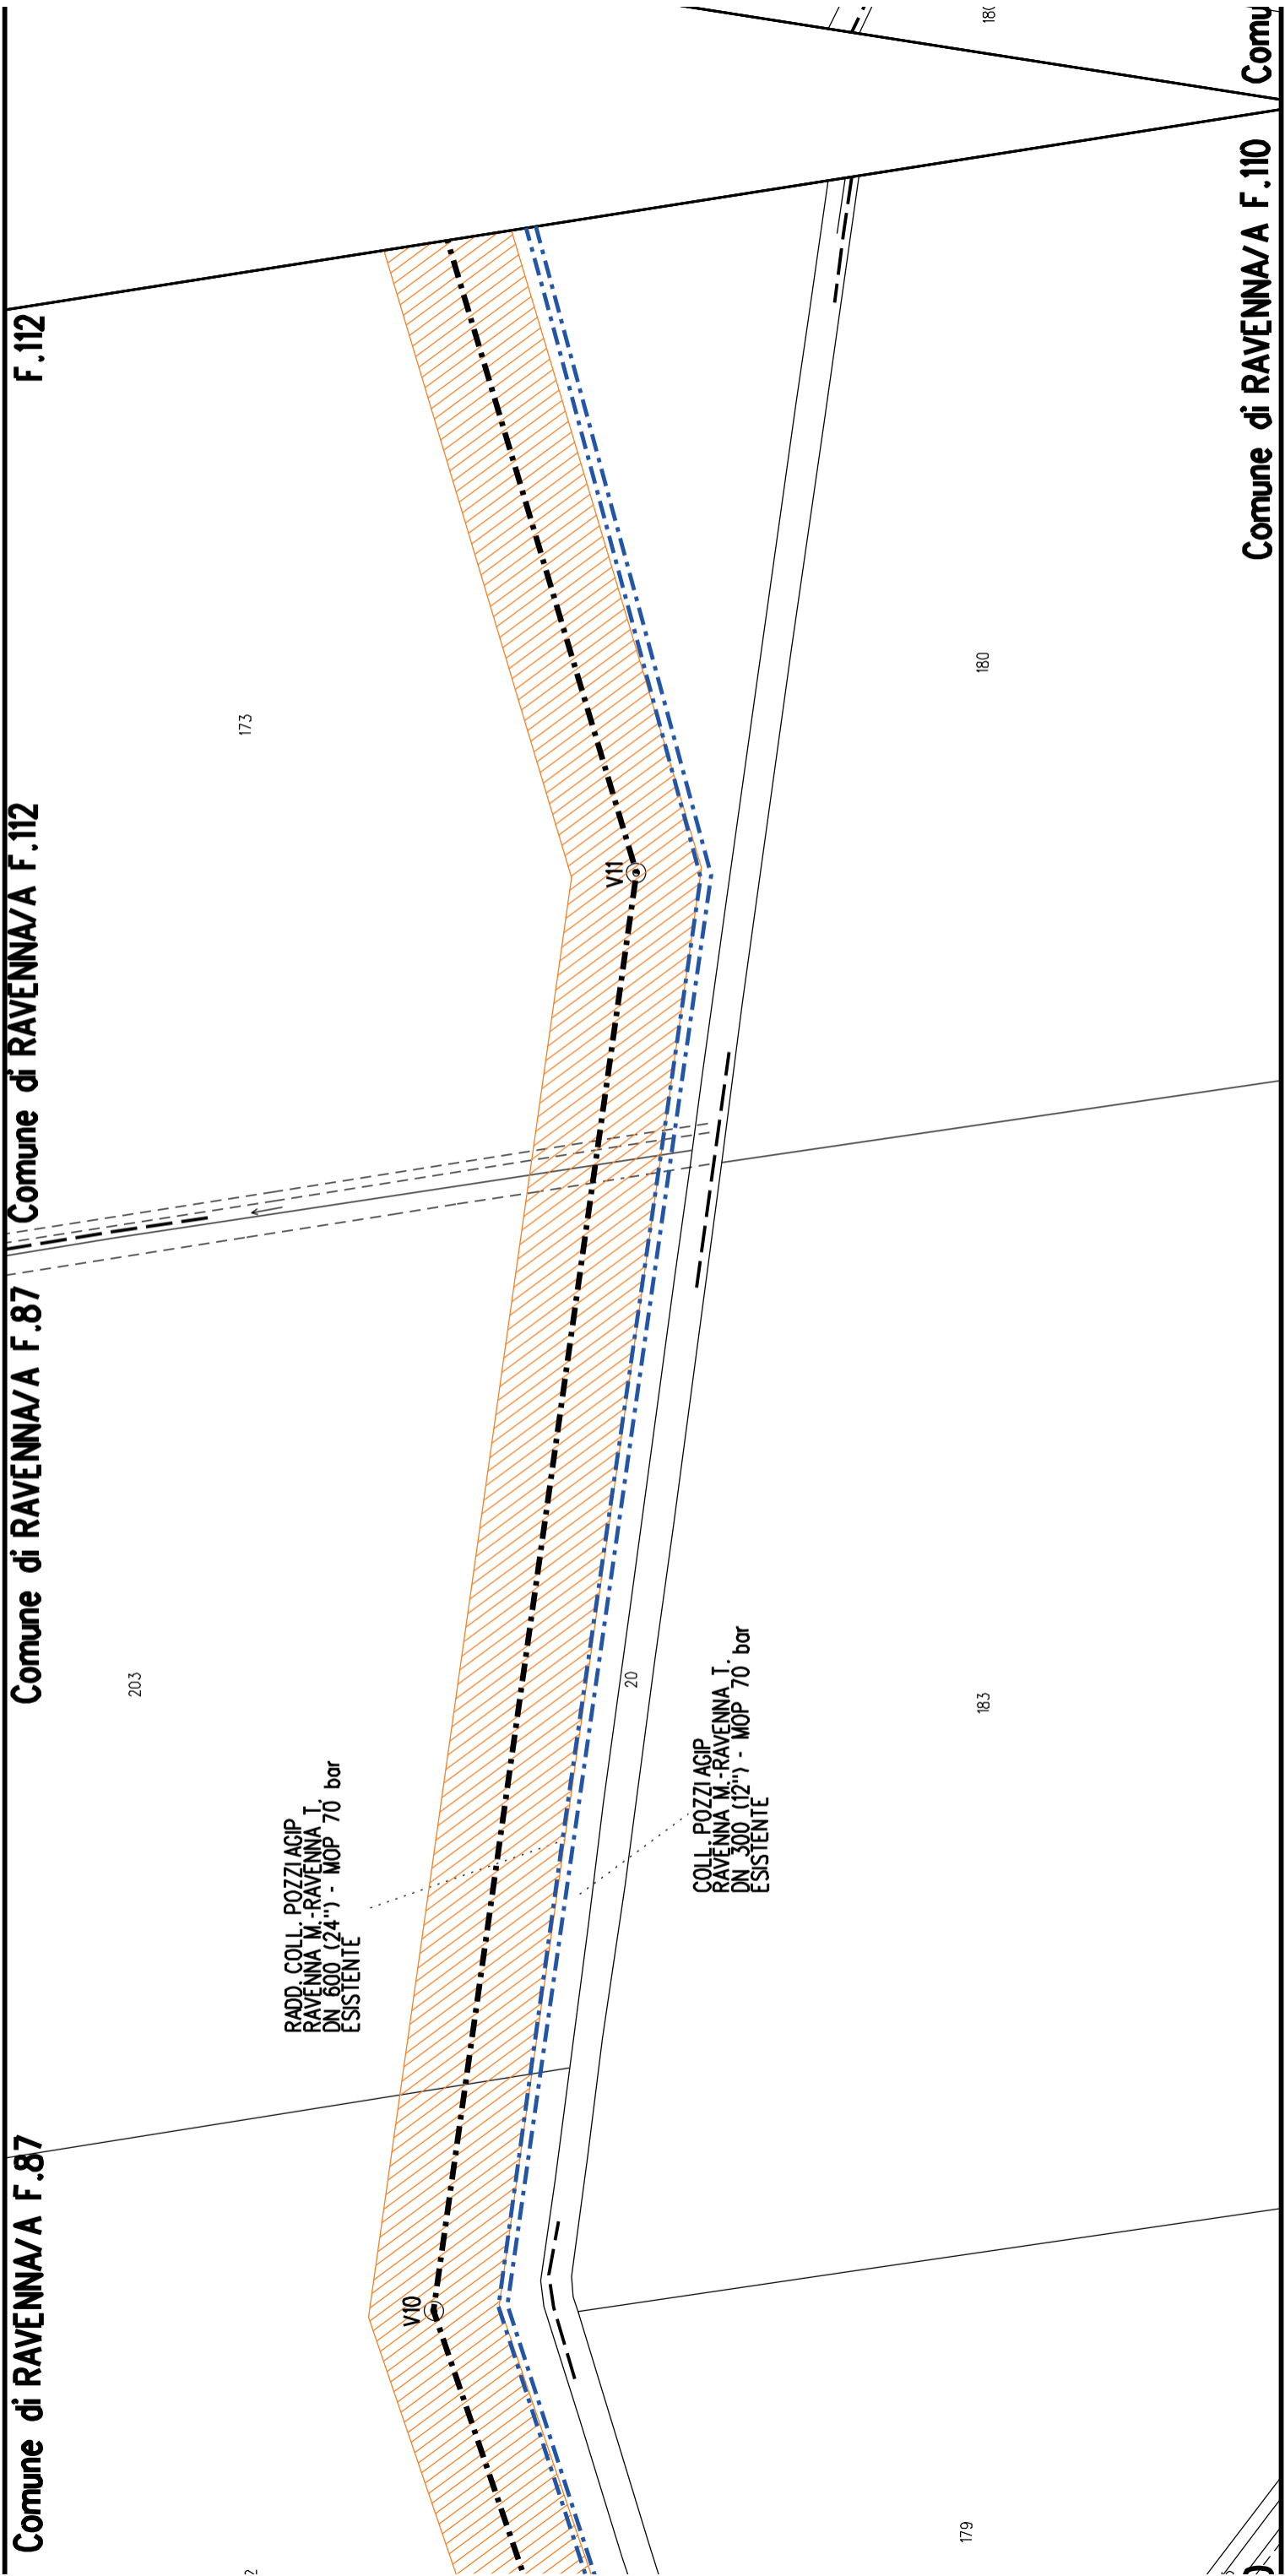 Comune di RAVENNA/A F.87
Comune di RAVENNA/A F.87
Comune di RAVENNA/A F.112
F.112
203
173
RADD. COLL. POZZI AGIP
RAVENNA M.-RAVENNA T.
DN 600 (24") - MOP 70 bar
ESISTENTE
V10
V11
20
COLL. POZZI AGIP
RAVENNA M.-RAVENNA T.
DN 300 (12") - MOP 70 bar
ESISTENTE
179
183
180
Comune di RAVENNA/A F.110